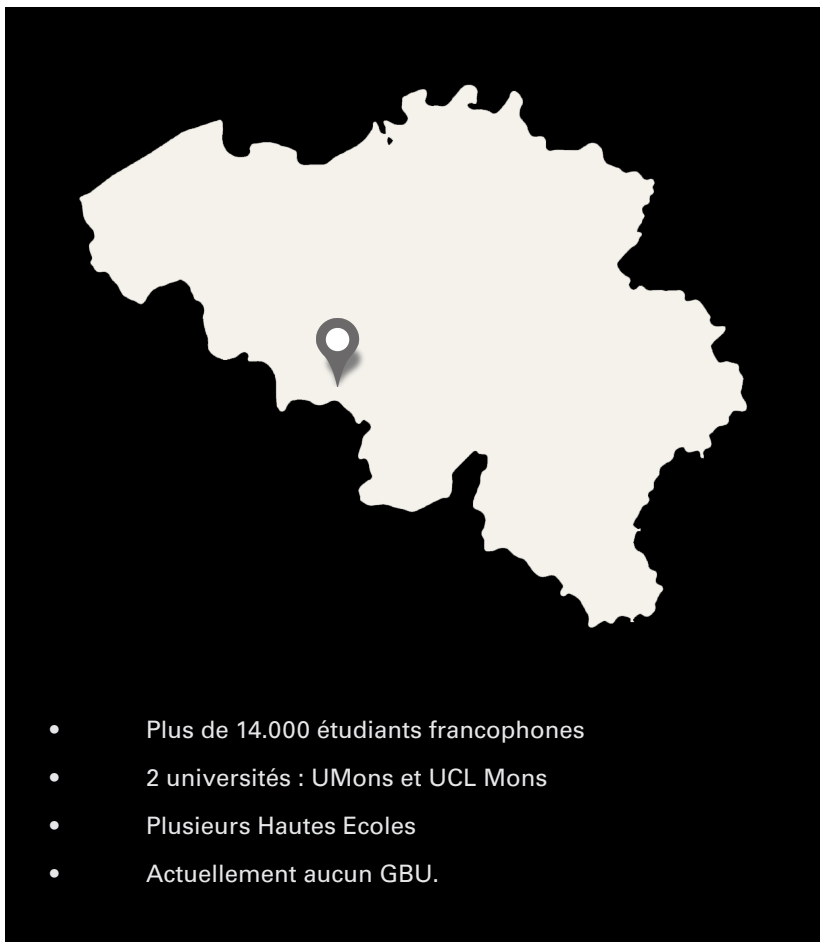 • Plus de 14.000 étudiants francophones
• 2 universités : UMons et UCL Mons
• Plusieurs Hautes Ecoles
• Actuellement aucun GBU.